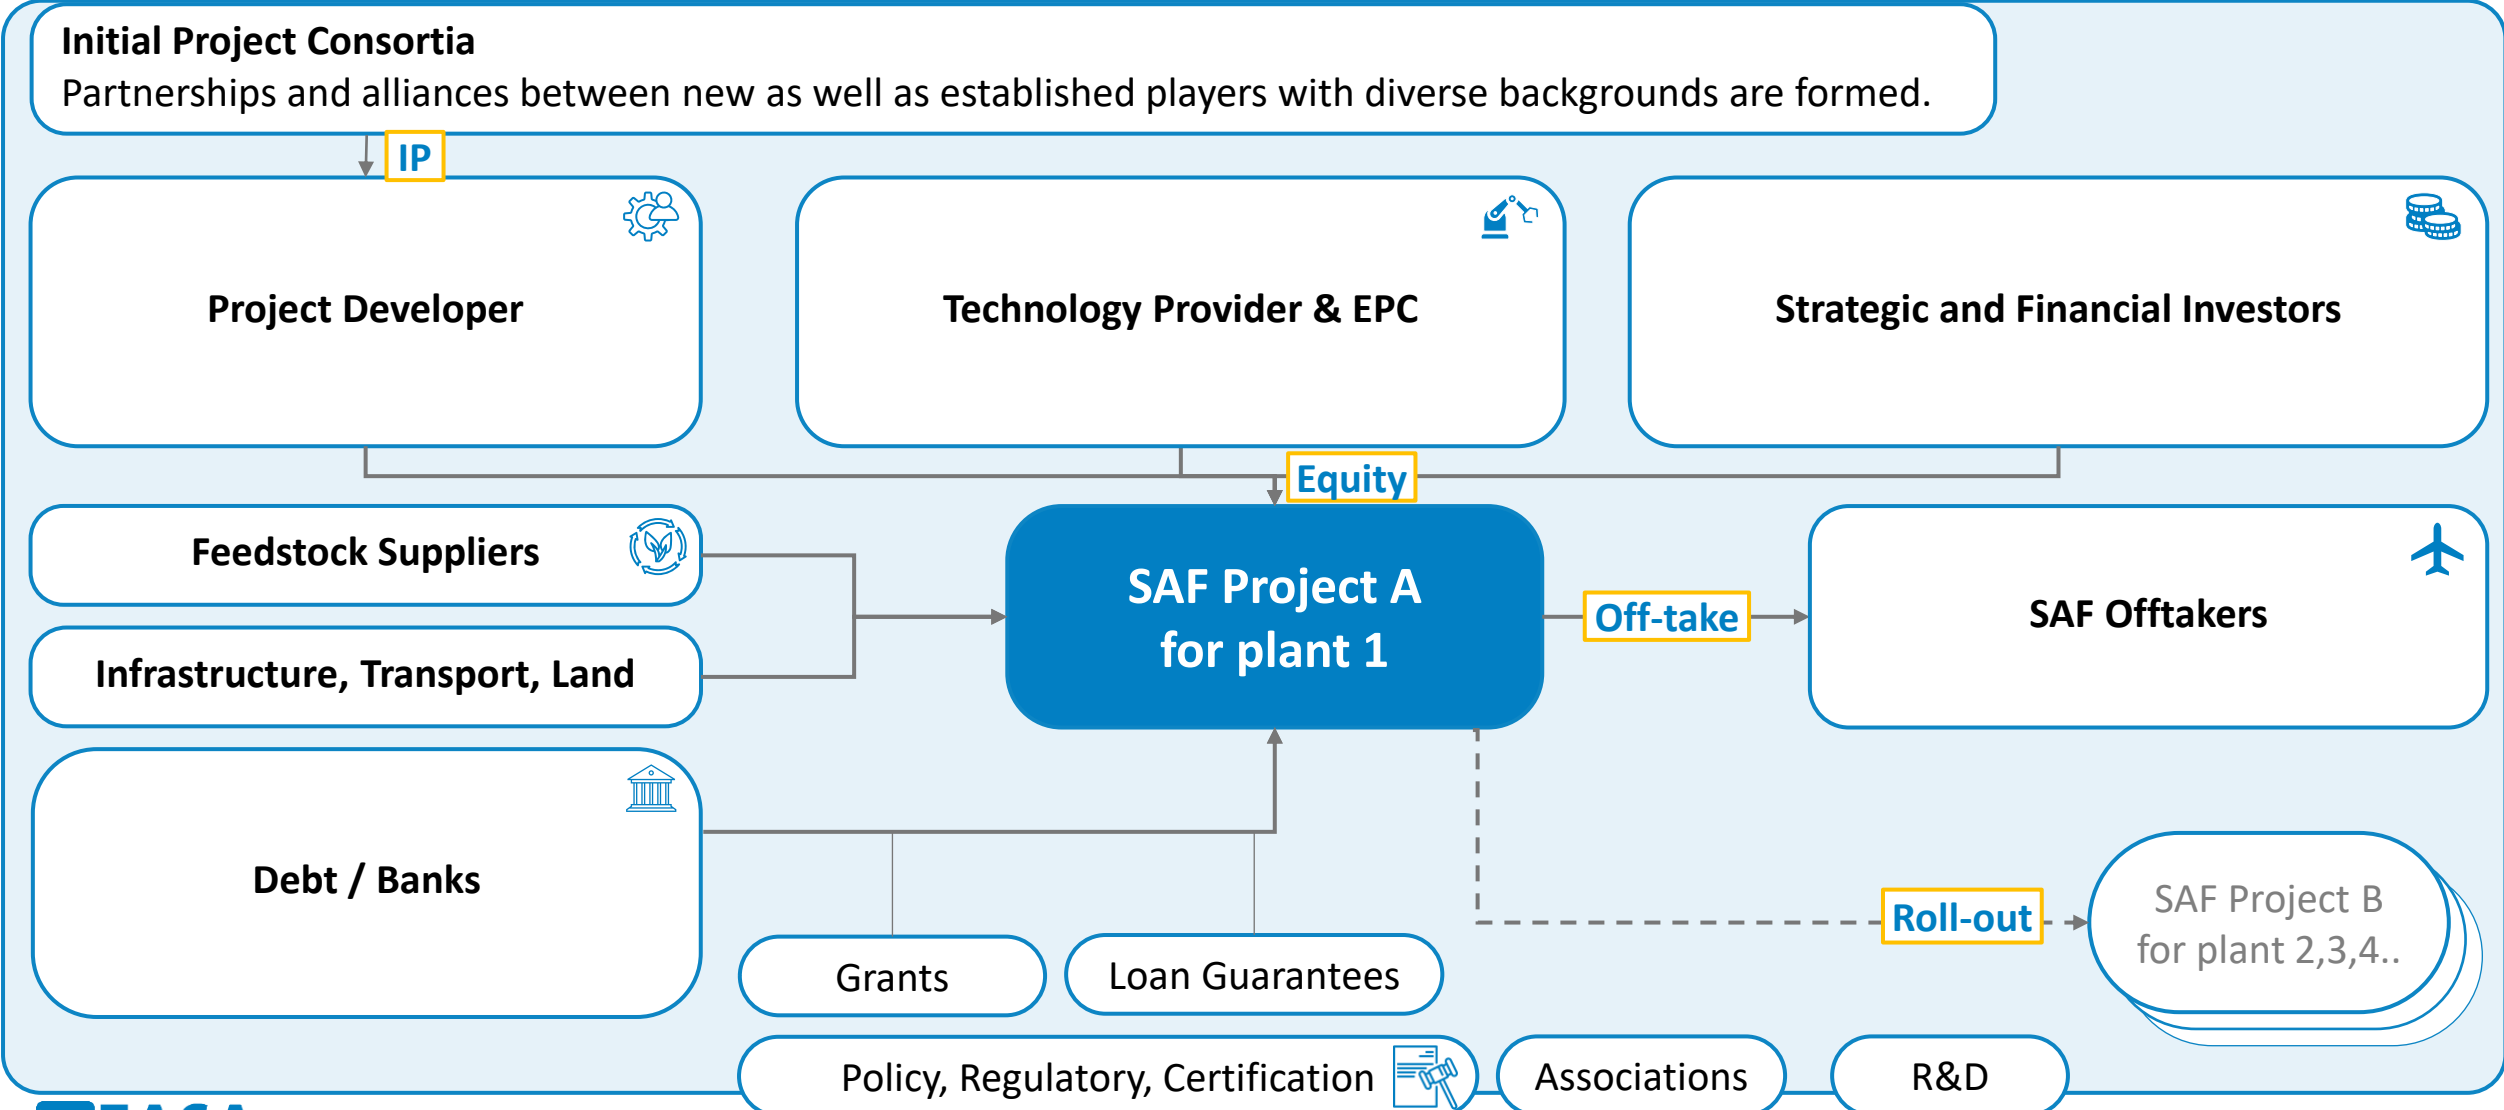 Initial Project Consortia
Partnerships and alliances between new as well as established players with diverse backgrounds are formed.
IP
Project Developer
Technology Provider & EPC
Strategic and Financial Investors
Equity
Feedstock Suppliers
Infrastructure, Transport, Land
SAF Project A
for plant 1
Off-take
SAF Offtakers
Debt / Banks
Grants
Loan Guarantees
Roll-out
SAF Project B
for plant 2,3,4..
Policy, Regulatory, Certification
Associations
R&D